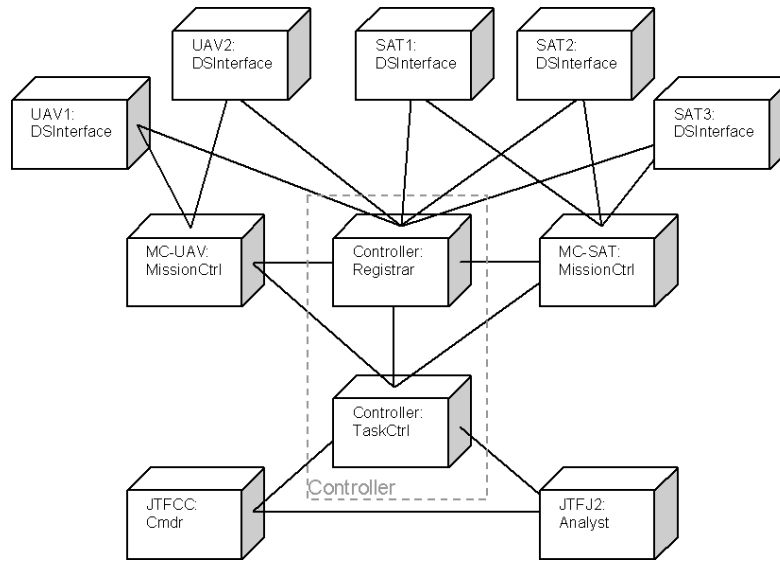 UAV2:
DSInterface
SAT1:
DSInterface
SAT2:
DSInterface
UAV1:
DSInterface
SAT3:
DSInterface
MC-UAV:
MissionCtrl
Controller:
Registrar
MC-SAT:
MissionCtrl
Controller:
TaskCtrl
Controller
JTFCC:
Cmdr
JTFJ2:
Analyst